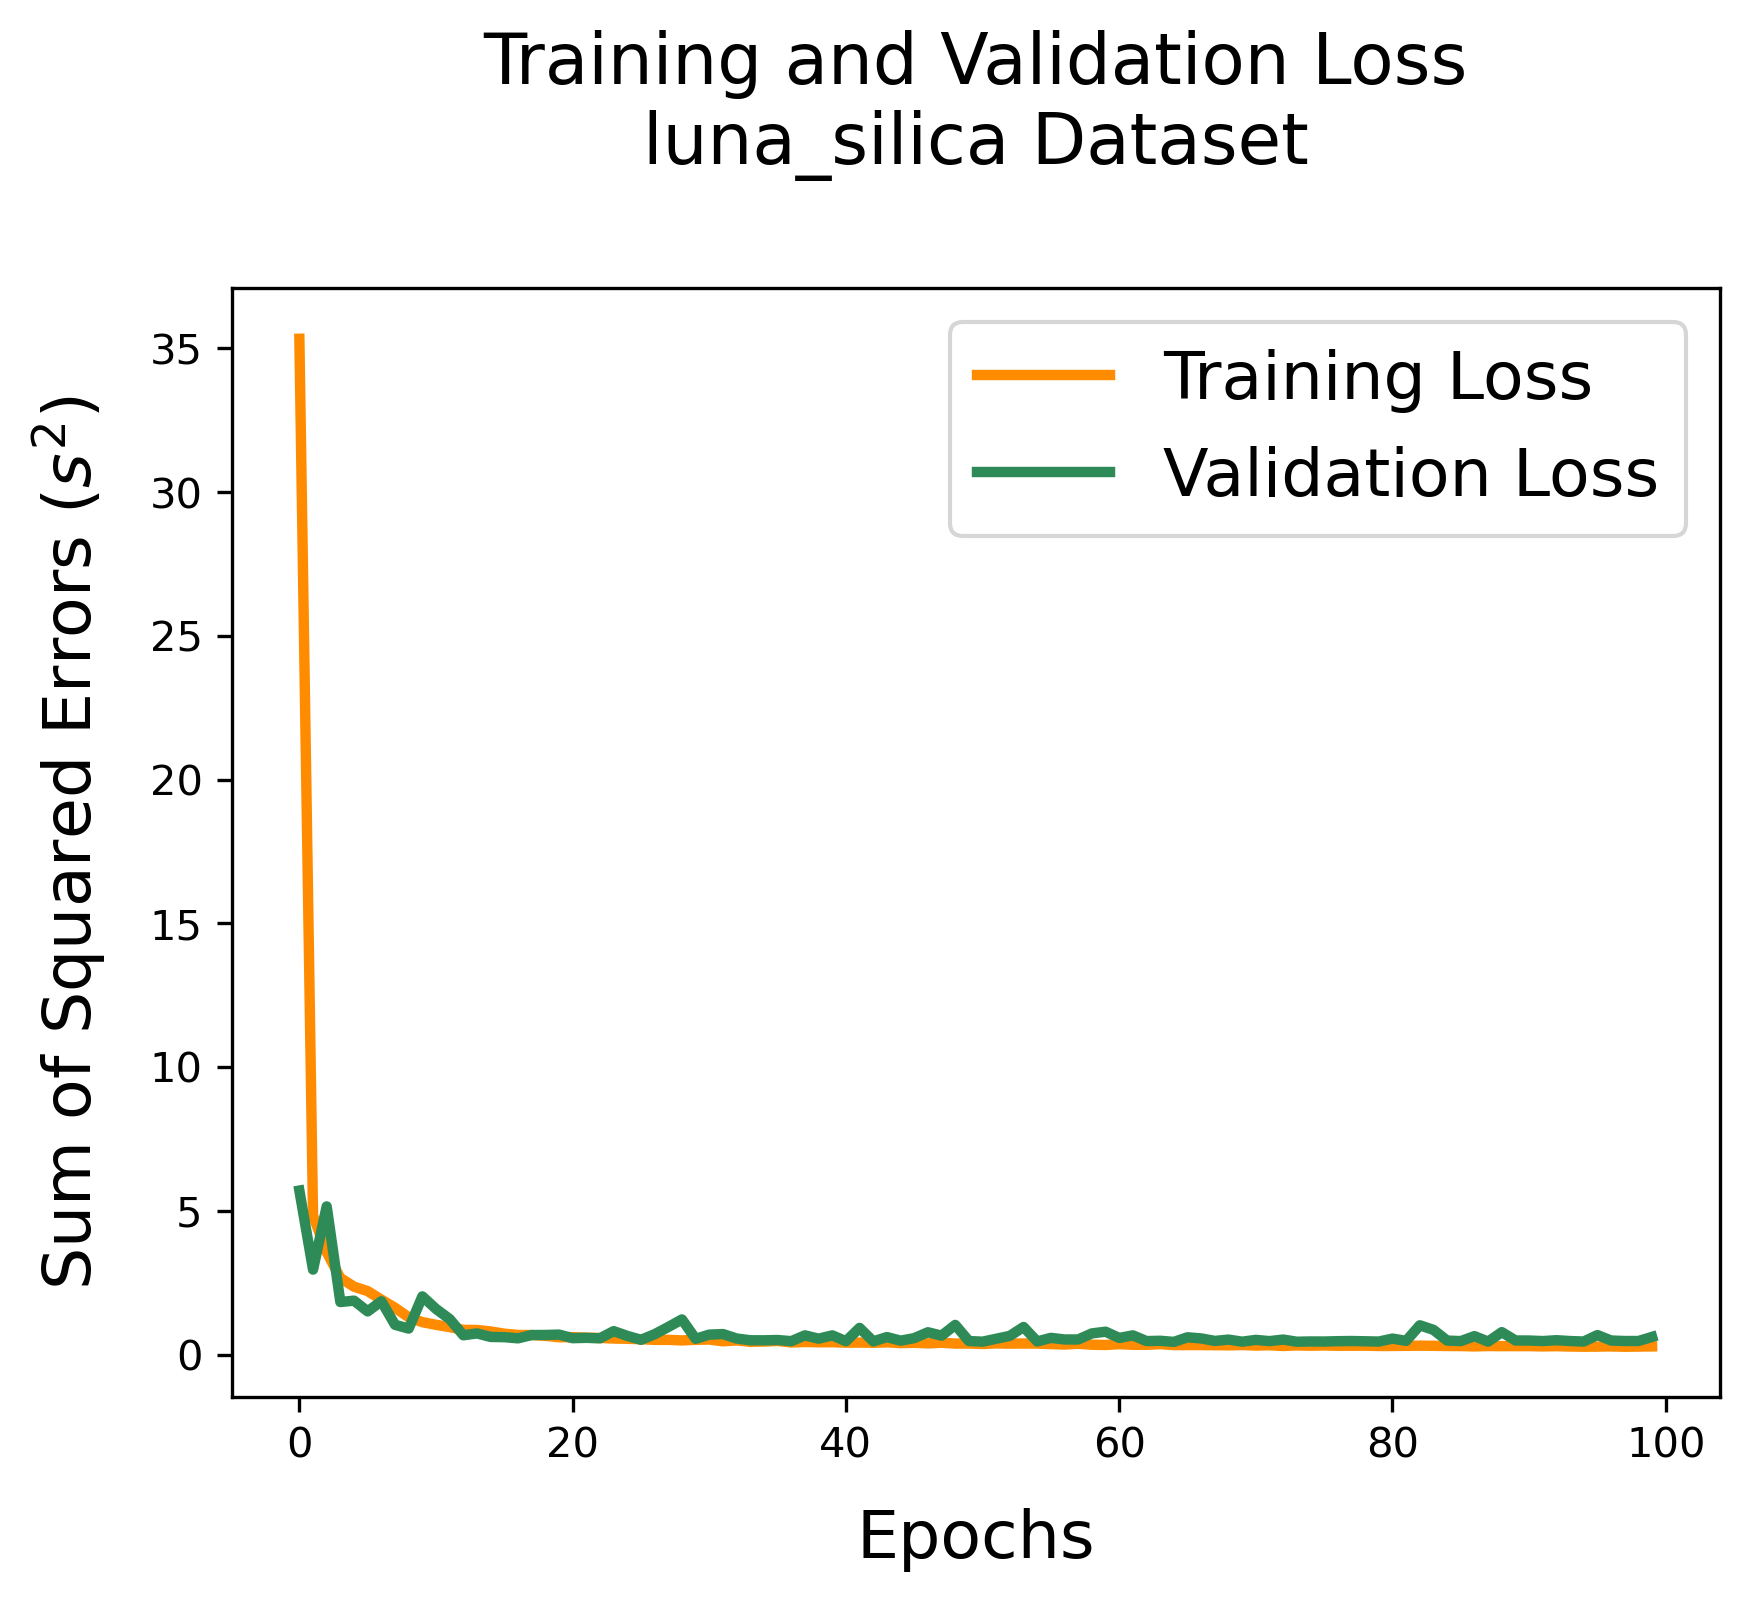 Training and Validation Loss
luna_silica Dataset
Sum of Squared Errors (s²)
35
30
25
20
15
10
5
0
Training Loss
Validation Loss
0 20 40 60 80 100
Epochs